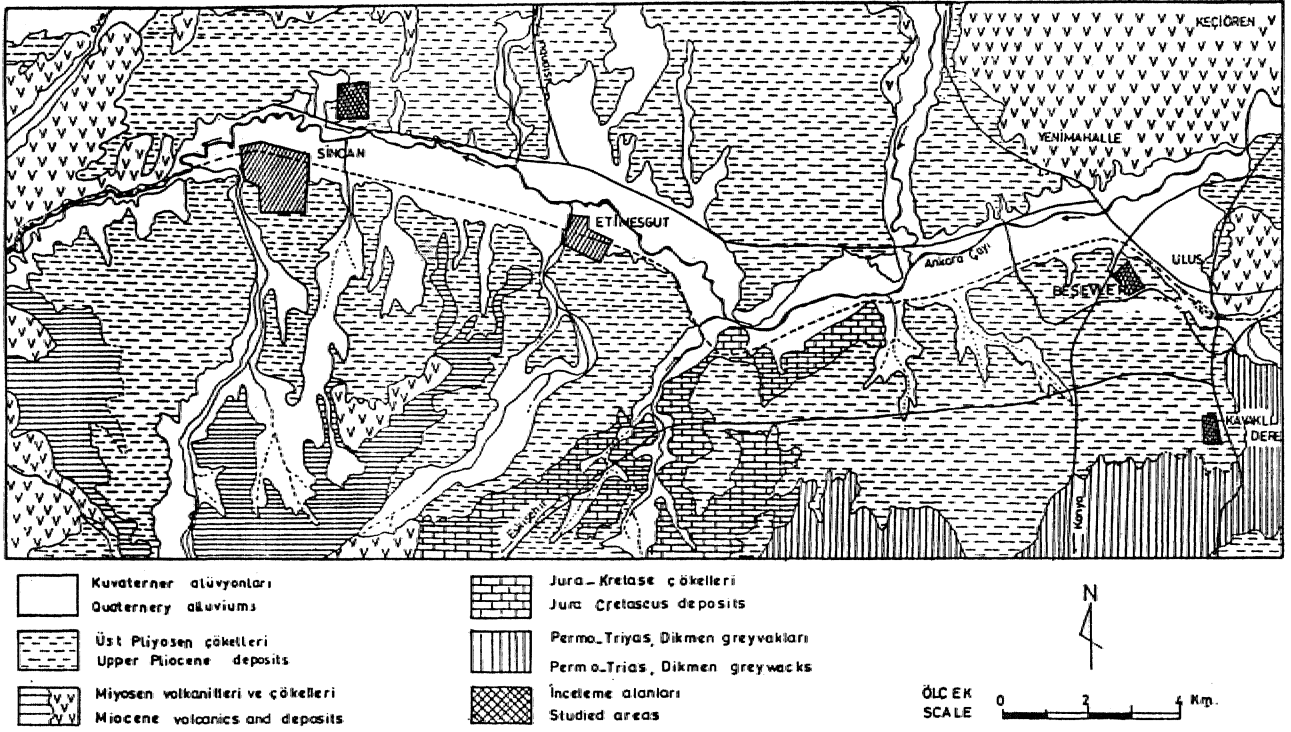 KEÇİÖREN
YENİMAHALLE
SİNCAN
ETİMESGUT
Ankara Çayı
ULUS
BEŞEVLER
KAVAKLI
DERE
Eskişehir
Konya
Kuvaterner alüvyonları
Quaternery alluviums
Üst Pliyosen çökelleri
Upper Pliocene deposits
Miyosen volkanitleri ve çökelleri
Miocene volcanics and deposits
Jura-Kretase çökelleri
Jura Cretascus deposits
Permo-Triyas, Dikmen greyvakları
Permo-Trias, Dikmen greywacks
İnceleme alanları
Studied areas
N
ÖLÇEK
SCALE
0 2 4 Km.